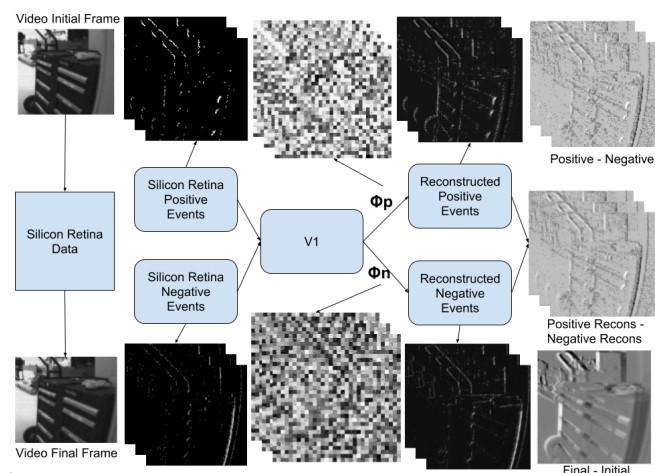 Video Initial Frame
Positive - Negative
Silicon Retina
Positive
Events
Φp
Reconstructed
Positive
Events
Silicon Retina
Data
V1
Silicon Retina
Negative
Events
Φn
Reconstructed
Negative
Events
Positive Recons -
Negative Recons
Video Final Frame
Final - Initial